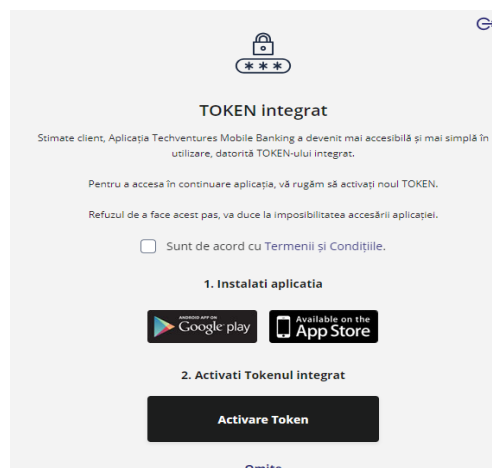 ***
TOKEN integrat
Stimate client, Aplicația Techventures Mobile Banking a devenit mai accesibilă și mai simplă în
utilizare, datorită TOKEN-ului integrat.
Pentru a accesa în continuare aplicația, vă rugăm să activați noul TOKEN.
Refuzul de a face acest pas, va duce la imposibilitatea accesării aplicației.
Sunt de acord cu Termenii și Condițiile.
1. Instalati aplicatia
ANDROID APP ON
Google play
Available on the
App Store
2. Activati Tokenul integrat
Activare Token
Omite